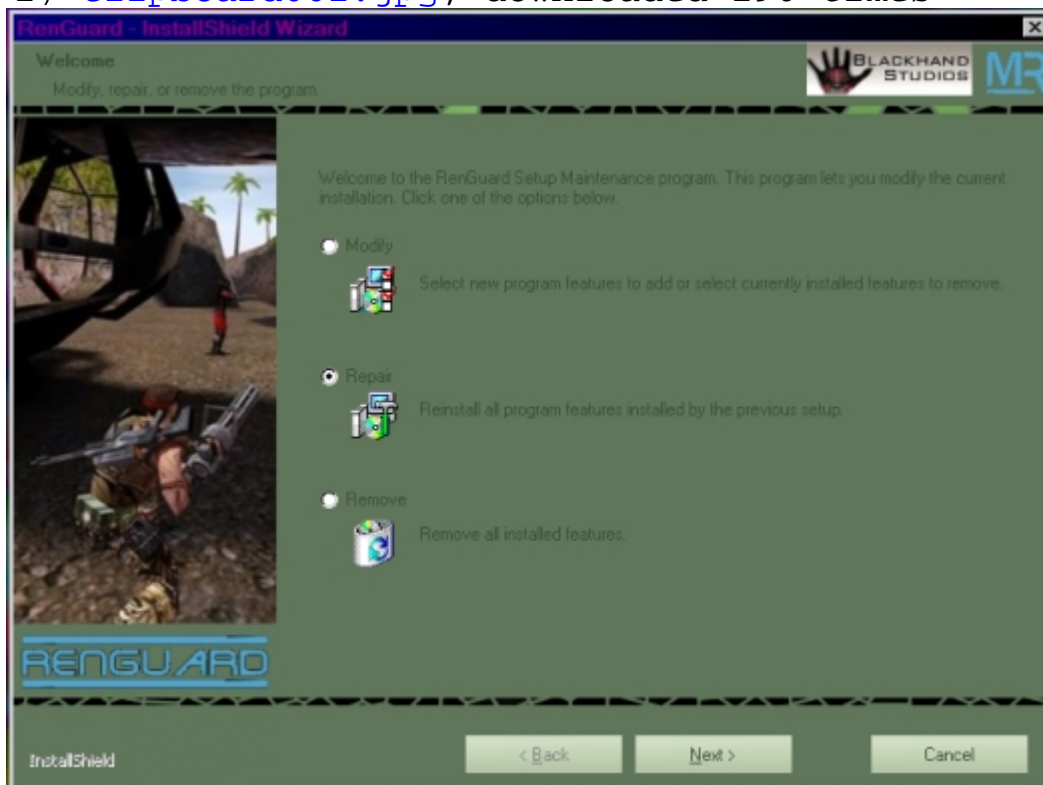 RenGuard - InstallShield Wizard
Welcome
Modify, repair, or remove the program.
BLACKHAND
STUDIOS
MR
Welcome to the RenGuard Setup Maintenance program. This program lets you modify the current
installation. Click one of the options below.
Modify
Select new program features to add or select currently installed features to remove.
Repair
Reinstall all program features installed by the previous setup.
Remove
Remove all installed features.
RENGUARD
InstallShield
< Back
Next >
Cancel